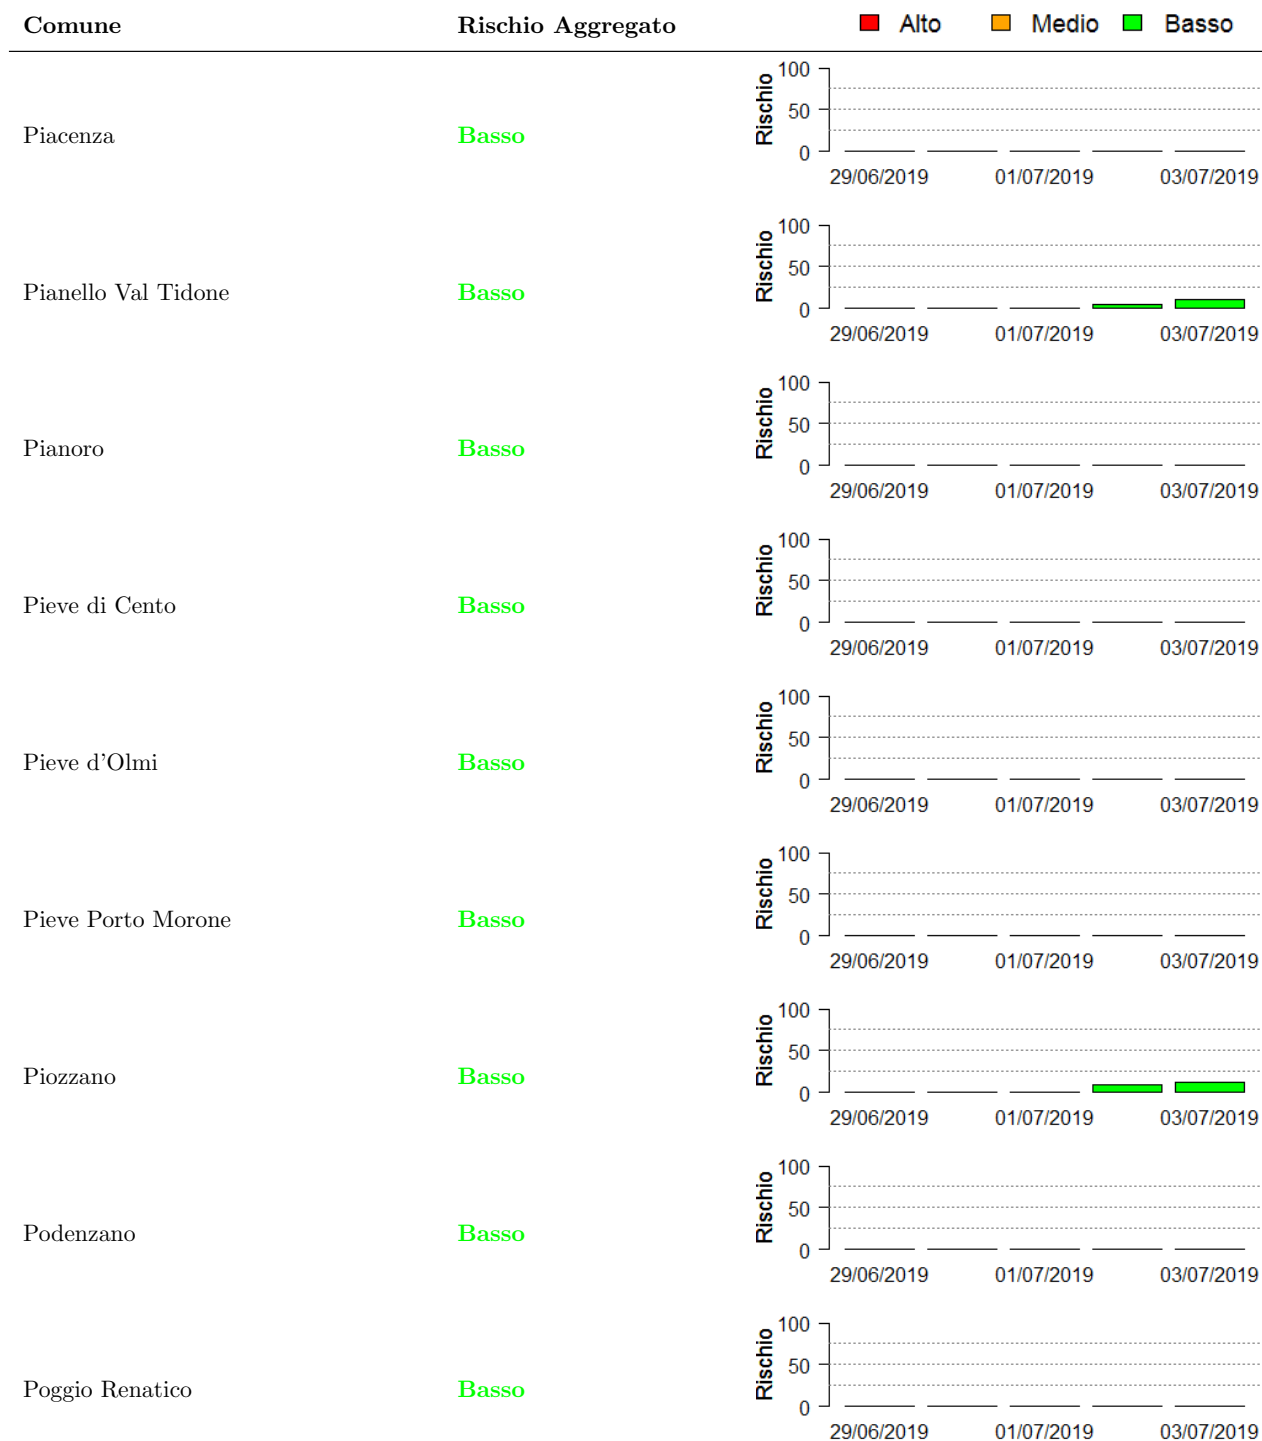 Comune Rischio Aggregato Alto Medio Basso
Piacenza Basso
Rischio
100
50
0
29/06/2019 01/07/2019 03/07/2019
Pianello Val Tidone Basso
Rischio
100
50
0
29/06/2019 01/07/2019 03/07/2019
Pianoro Basso
Rischio
100
50
0
29/06/2019 01/07/2019 03/07/2019
Pieve di Cento Basso
Rischio
100
50
0
29/06/2019 01/07/2019 03/07/2019
Pieve d'Olmi Basso
Rischio
100
50
0
29/06/2019 01/07/2019 03/07/2019
Pieve Porto Morone Basso
Rischio
100
50
0
29/06/2019 01/07/2019 03/07/2019
Piozzano Basso
Rischio
100
50
0
29/06/2019 01/07/2019 03/07/2019
Podenzano Basso
Rischio
100
50
0
29/06/2019 01/07/2019 03/07/2019
Poggio Renatico Basso
Rischio
100
50
0
29/06/2019 01/07/2019 03/07/2019